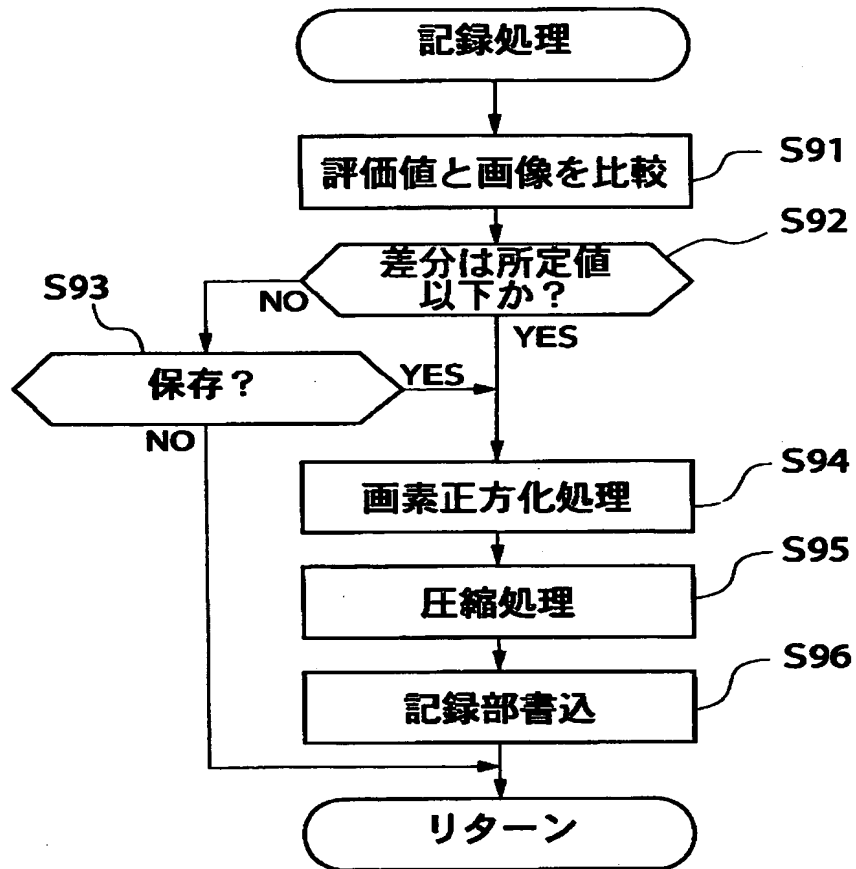 記録処理
評価値と画像を比較
S91
S92
差分は所定値
以下か？
NO
YES
S93
保存？
YES
NO
画素正方化処理
S94
圧縮処理
S95
記録部書込
S96
リターン